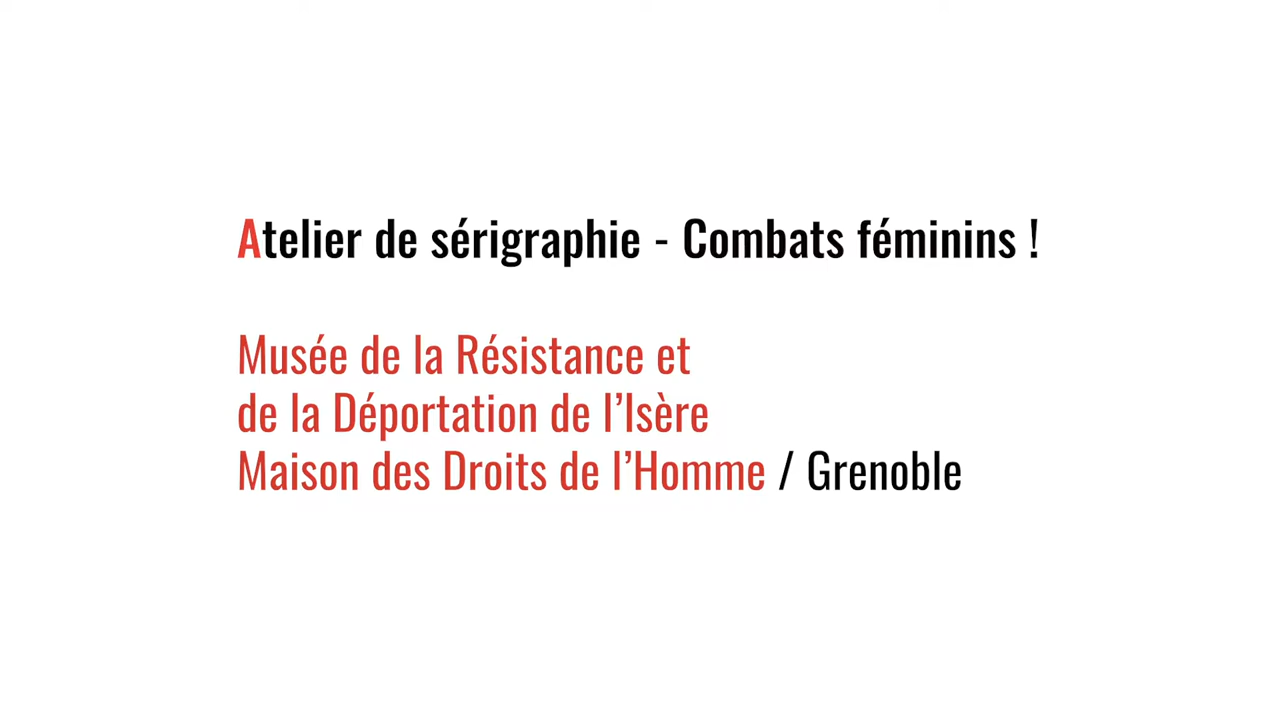 Atelier de sérigraphie - Combats féminins !
Musée de la Résistance et
de la Déportation de l’Isère
Maison des Droits de l’Homme / Grenoble